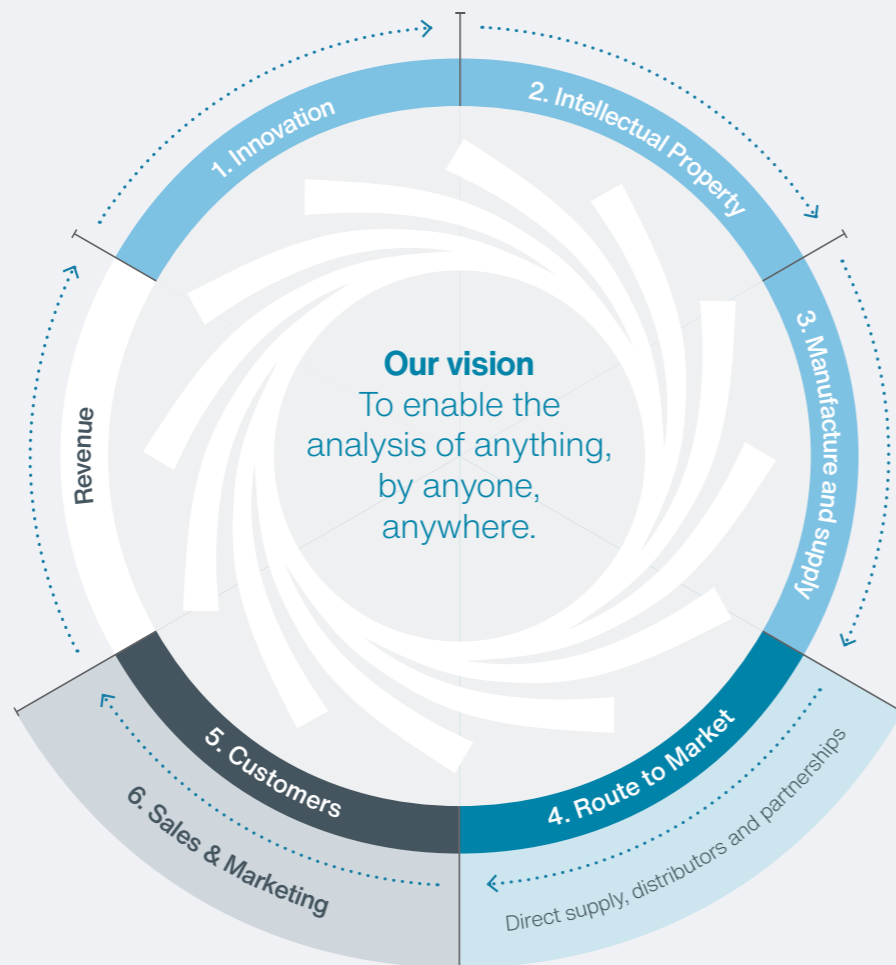 1. Innovation
2. Intellectual Property
3. Manufacture and supply
4. Route to Market
Direct supply, distributors and partnerships
5. Customers
6. Sales & Marketing
Revenue
Our vision
To enable the
analysis of anything,
by anyone,
anywhere.